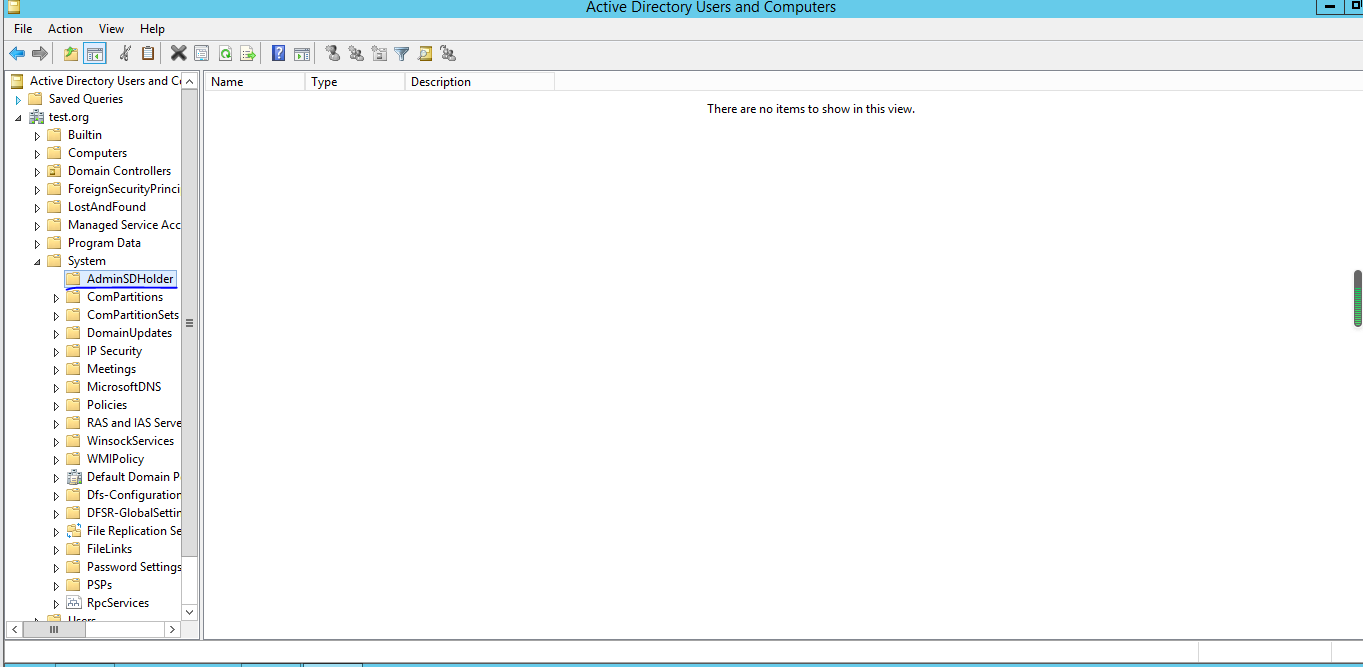 Active Directory Users and Computers
File Action View Help
Active Directory Users and C
Saved Queries
test.org
Builtin
Computers
Domain Controllers
ForeignSecurityPrinci
LostAndFound
Managed Service Acc
Program Data
System
AdminSDHolder
ComPartitions
ComPartitionSets
DomainUpdates
IP Security
Meetings
MicrosoftDNS
Policies
RAS and IAS Serve
WinsockServices
WMIPolicy
Default Domain P
Dfs-Configuration
DFSR-GlobalSettin
File Replication Se
FileLinks
Password Settings
PSPs
RpcServices
Users
Name Type Description
There are no items to show in this view.